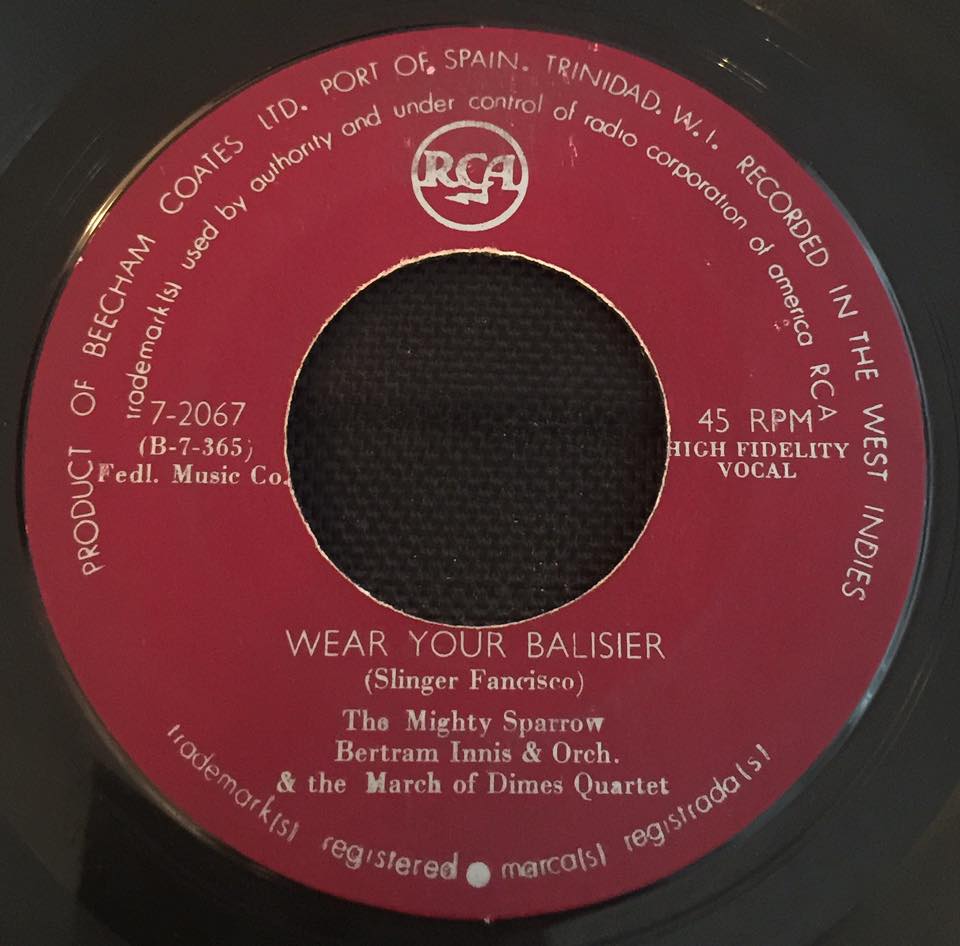 PRODUCT OF BEECHAM COATES LTD. PORT OF SPAIN. TRINIDAD. W.I. RECORDED IN THE WEST INDIES
trademark(s) used by authority and under control of radio corporation of america RCA
RCA
7-2067
(B-7-365)
Fedl. Music Co.
45 RPM
HIGH FIDELITY
VOCAL
WEAR YOUR BALISIER
(Slinger Fancisco)
The Mighty Sparrow
Bertram Innis & Orch.
& the March of Dimes Quartet
trademark(s) registered ● marca(s) registrada(s)